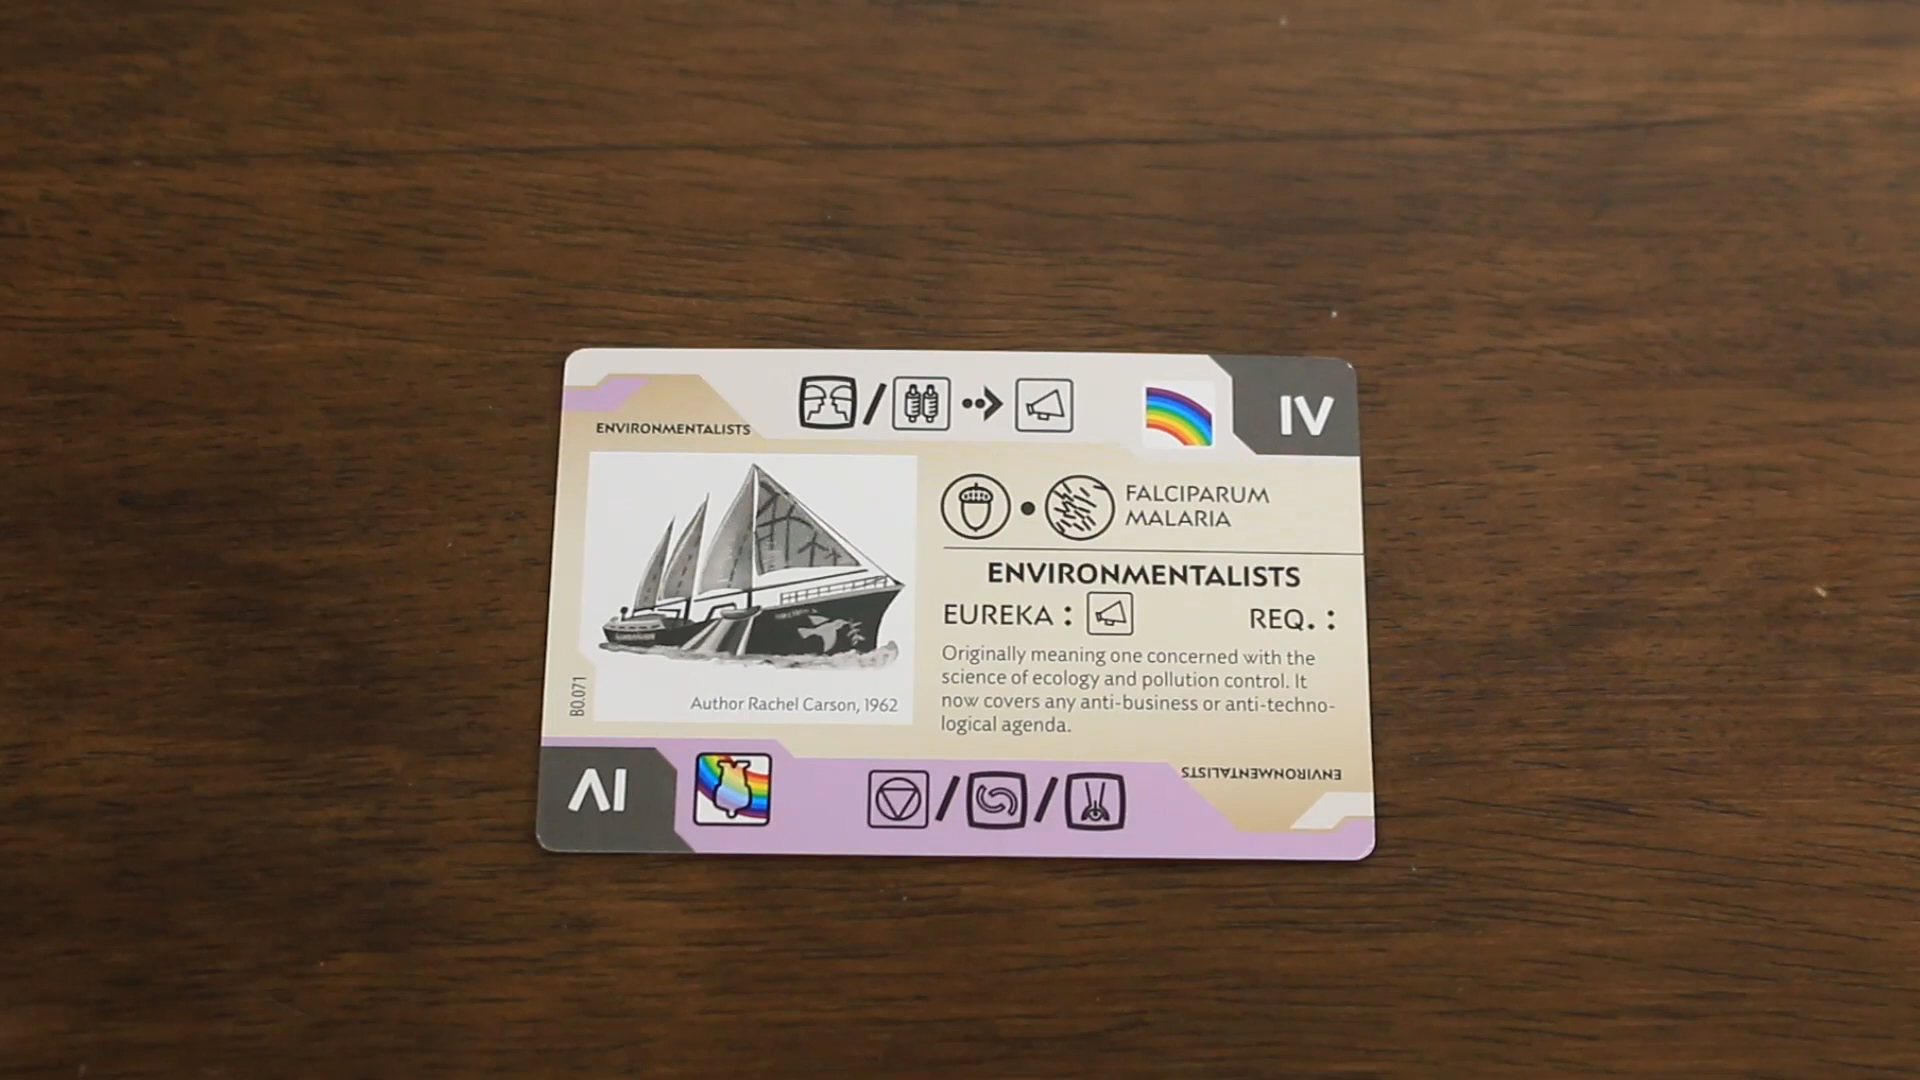 ENVIRONMENTALISTS
IV
FALCIPARUM
MALARIA
ENVIRONMENTALISTS
EUREKA :
REQ. :
Originally meaning one concerned with the
science of ecology and pollution control. It
now covers any anti-business or anti-techno-
logical agenda.
Author Rachel Carson, 1962
B0.071
IV
ENVIRONMENTALISTS